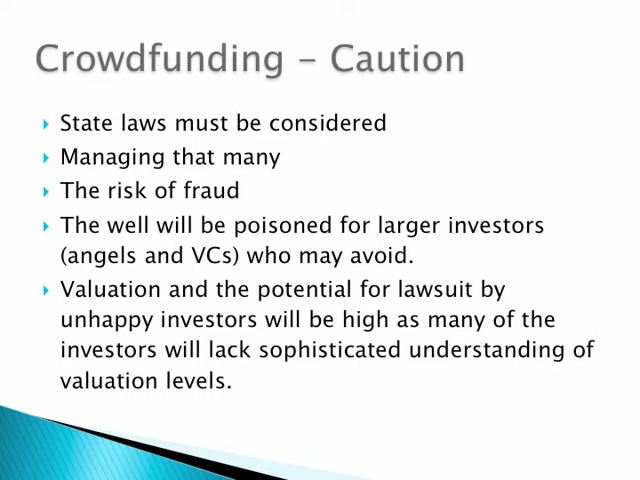 Crowdfunding – Caution
State laws must be considered
Managing that many
The risk of fraud
The well will be poisoned for larger investors
(angels and VCs) who may avoid.
Valuation and the potential for lawsuit by
unhappy investors will be high as many of the
investors will lack sophisticated understanding of
valuation levels.